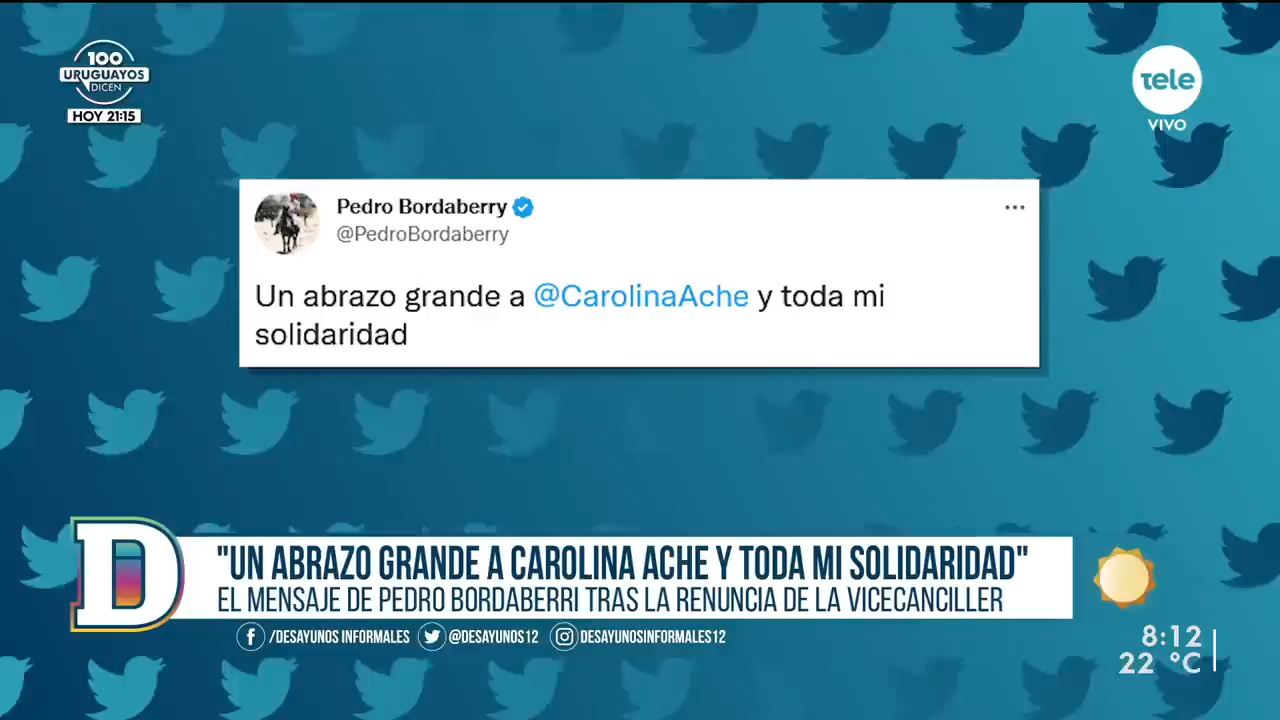 100
URUGUAYOS
DICEN
HOY 21:15
tele
VIVO
Pedro Bordaberry
@PedroBordaberry
Un abrazo grande a @CarolinaAche y toda mi
solidaridad
D
"UN ABRAZO GRANDE A CAROLINA ACHE Y TODA MI SOLIDARIDAD"
EL MENSAJE DE PEDRO BORDABERRI TRAS LA RENUNCIA DE LA VICECANCILLER
/DESAYUNOS INFORMALES @DESAYUNOS12 DESAYUNOSINFORMALES12
8:12
22 °C